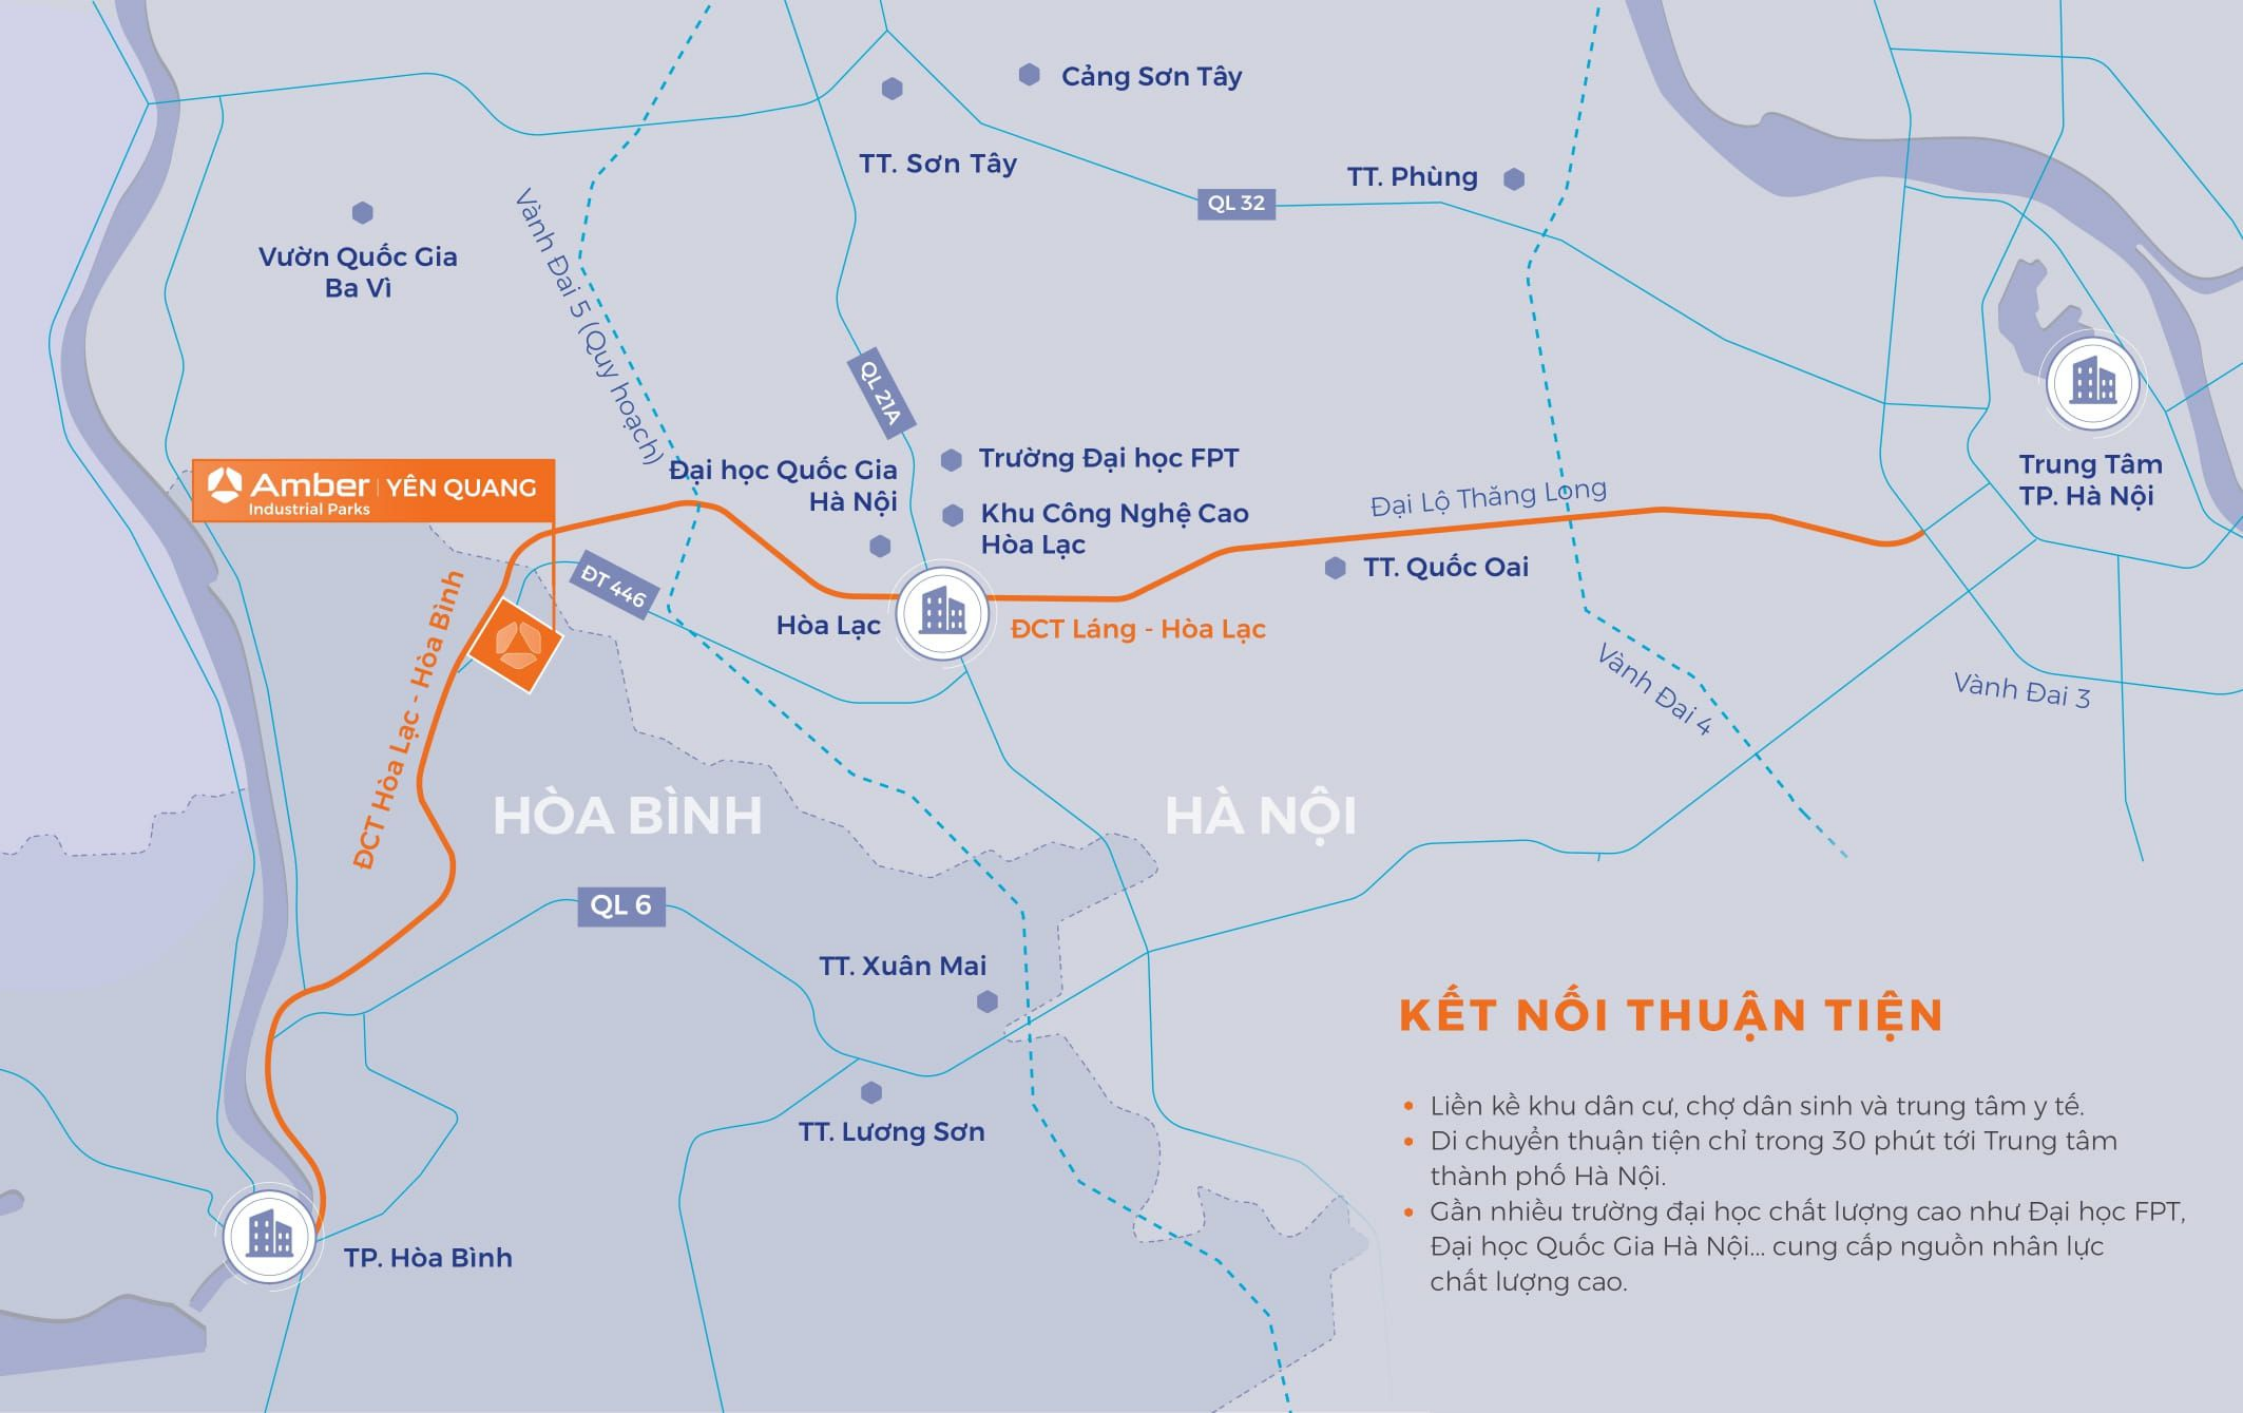 Cảng Sơn Tây
TT. Sơn Tây
TT. Phùng
QL 32
Vườn Quốc Gia
Ba Vì
Vành Đai 5 (Quy hoạch)
QL 21A
Trung Tâm
TP. Hà Nội
Amber | YÊN QUANG
Industrial Parks
Đại học Quốc Gia
Hà Nội
Trường Đại học FPT
Khu Công Nghệ Cao
Hòa Lạc
Đại Lộ Thăng Long
TT. Quốc Oai
ĐT 446
Hòa Lạc
ĐCT Láng - Hòa Lạc
ĐCT Hòa Lạc - Hòa Bình
Vành Đai 4
Vành Đai 3
HÒA BÌNH
HÀ NỘI
QL 6
TT. Xuân Mai
TT. Lương Sơn
TP. Hòa Bình
KẾT NỐI THUẬN TIỆN
• Liền kề khu dân cư, chợ dân sinh và trung tâm y tế.
• Di chuyển thuận tiện chỉ trong 30 phút tới Trung tâm
thành phố Hà Nội.
• Gần nhiều trường đại học chất lượng cao như Đại học FPT,
Đại học Quốc Gia Hà Nội... cung cấp nguồn nhân lực
chất lượng cao.